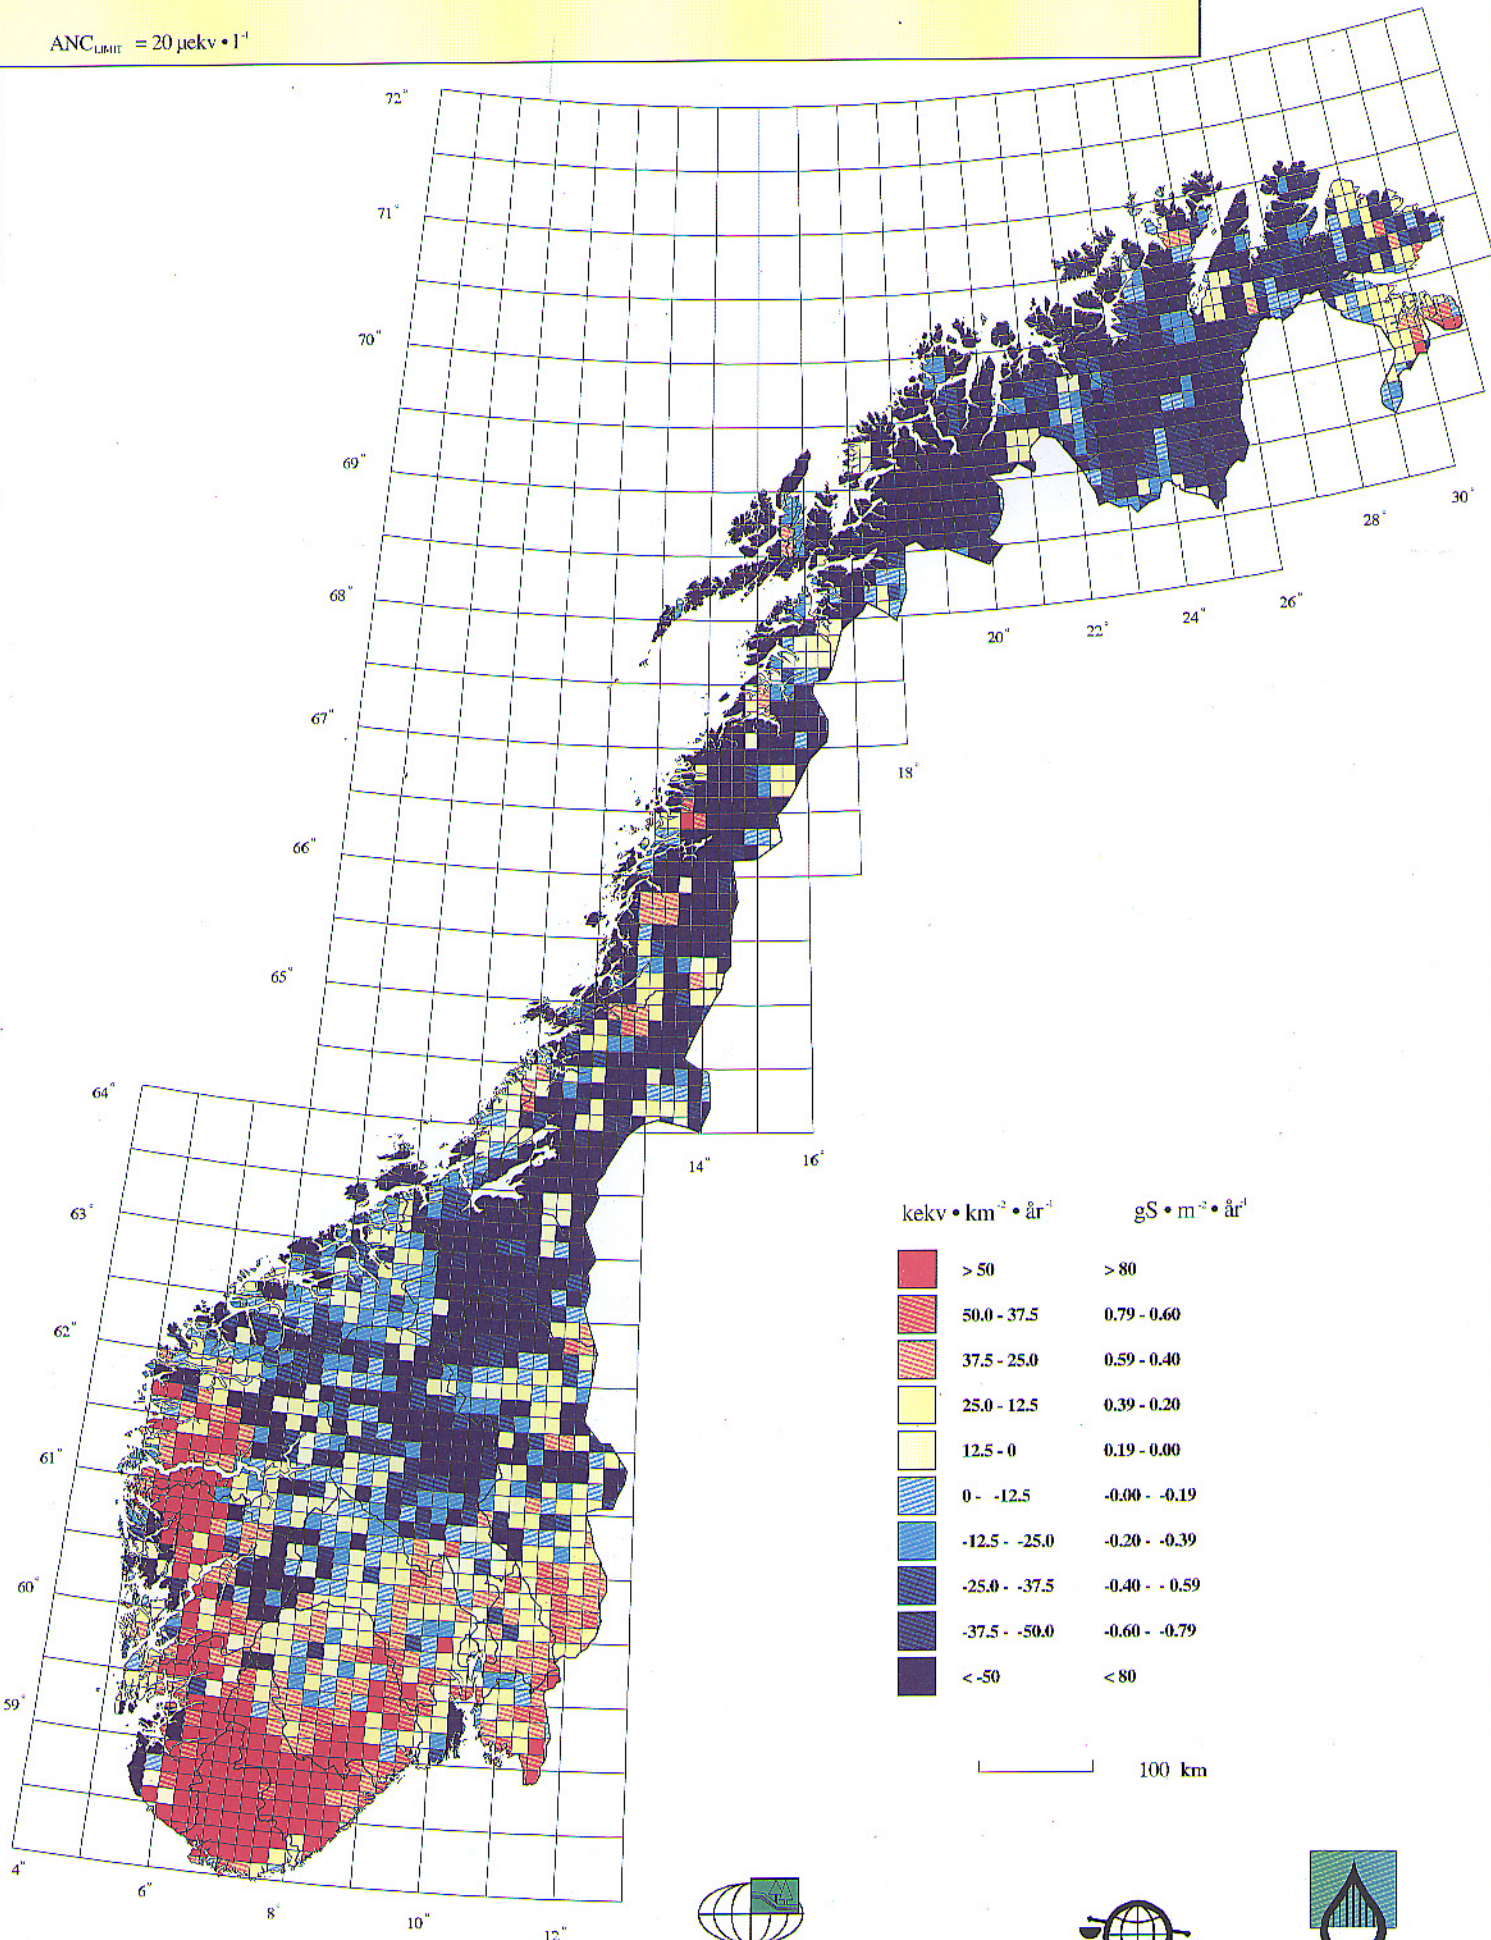 ANC LIMIT = 20 µekv • l⁻¹
72°
71°
70°
69°
68°
67°
66°
65°
64°
63°
62°
61°
60°
59°
4°
6°
8°
10°
12°
14°
16°
18°
20°
22°
24°
26°
28°
30°
kekv • km⁻² • år⁻¹ gS • m⁻² • år⁻¹
> 50 > 80
50.0 - 37.5 0.79 - 0.60
37.5 - 25.0 0.59 - 0.40
25.0 - 12.5 0.39 - 0.20
12.5 - 0 0.19 - 0.00
0 - -12.5 -0.00 - -0.19
-12.5 - -25.0 -0.20 - -0.39
-25.0 - -37.5 -0.40 - - 0.59
-37.5 - -50.0 -0.60 - -0.79
< -50 < 80
100 km